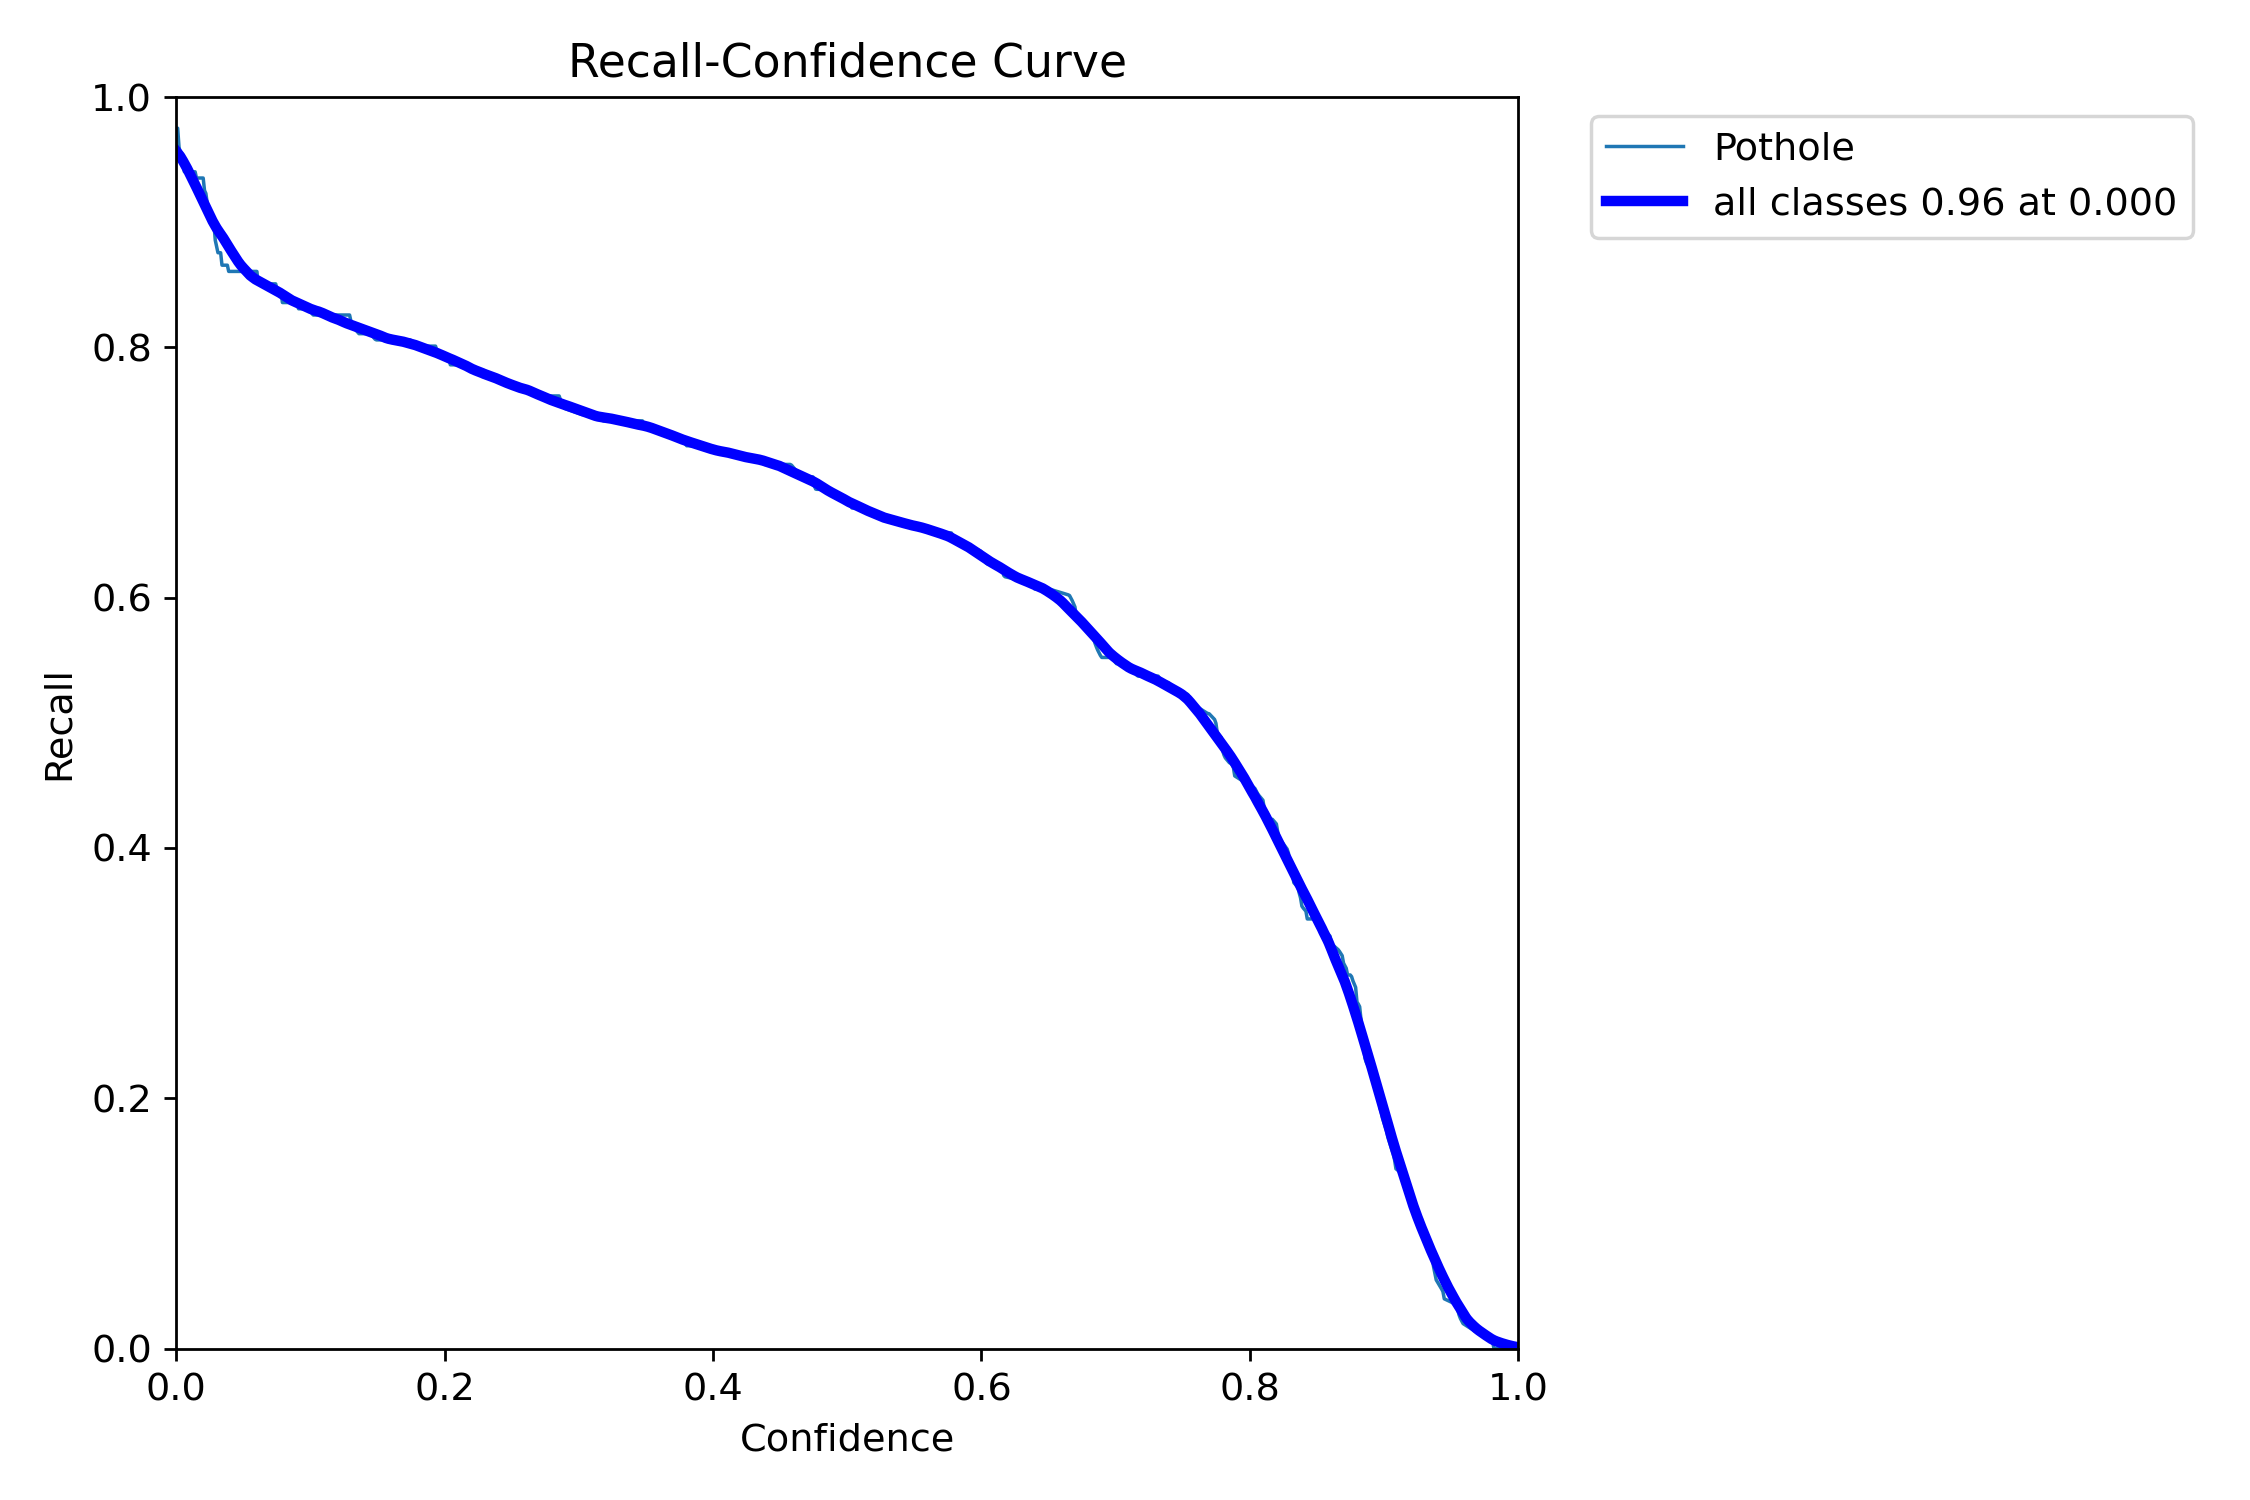 Recall-Confidence Curve
1.0
0.8
0.6
0.4
0.2
0.0
Recall
0.0 0.2 0.4 0.6 0.8 1.0
Confidence
Pothole
all classes 0.96 at 0.000